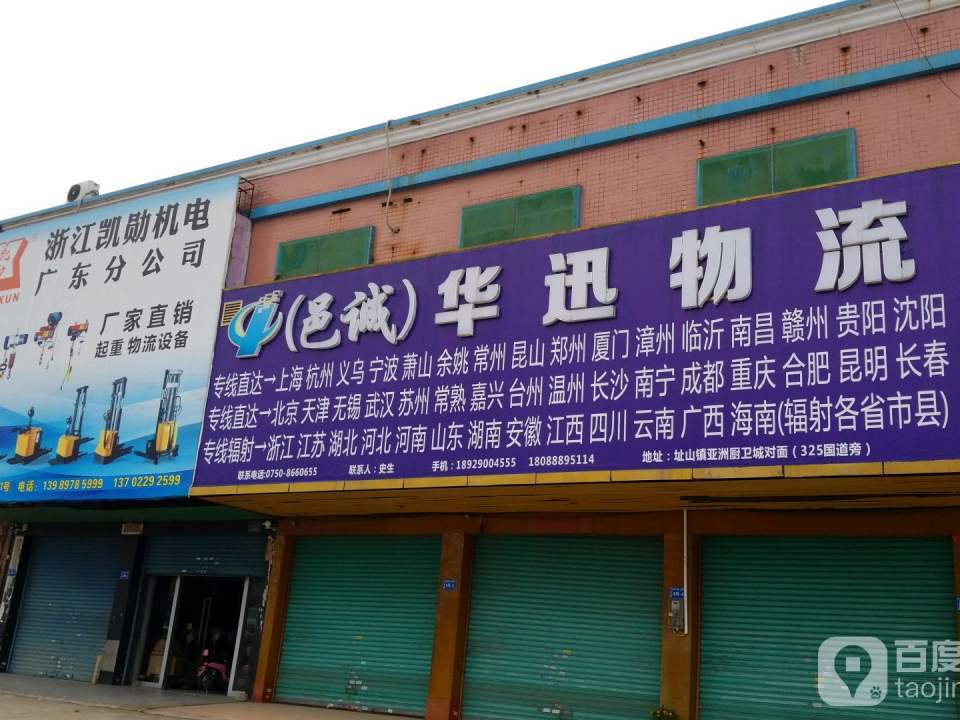 浙江凯勋机电
广东分公司
XUN
厂家直销
起重 物流设备
号 电话: 139 8978 5999 137 0229 2599
(邑诚)华迅物流
专线直达→上海 杭州 义乌 宁波 萧山 余姚 常州 昆山 郑州 厦门 漳州 临沂 南昌 赣州 贵阳 沈阳
专线直达→北京 天津 无锡 武汉 苏州 常熟 嘉兴 台州 温州 长沙 南宁 成都 重庆 合肥 昆明 长春
专线辐射→浙江 江苏 湖北 河北 河南 山东 湖南 安徽 江西 四川 云南 广西 海南(辐射各省市县)
联系电话:0750-8660655 联系人:史生 手机:18929004555 18088895114 地址:址山镇亚洲厨卫城对面(325国道旁)
百度
taojin